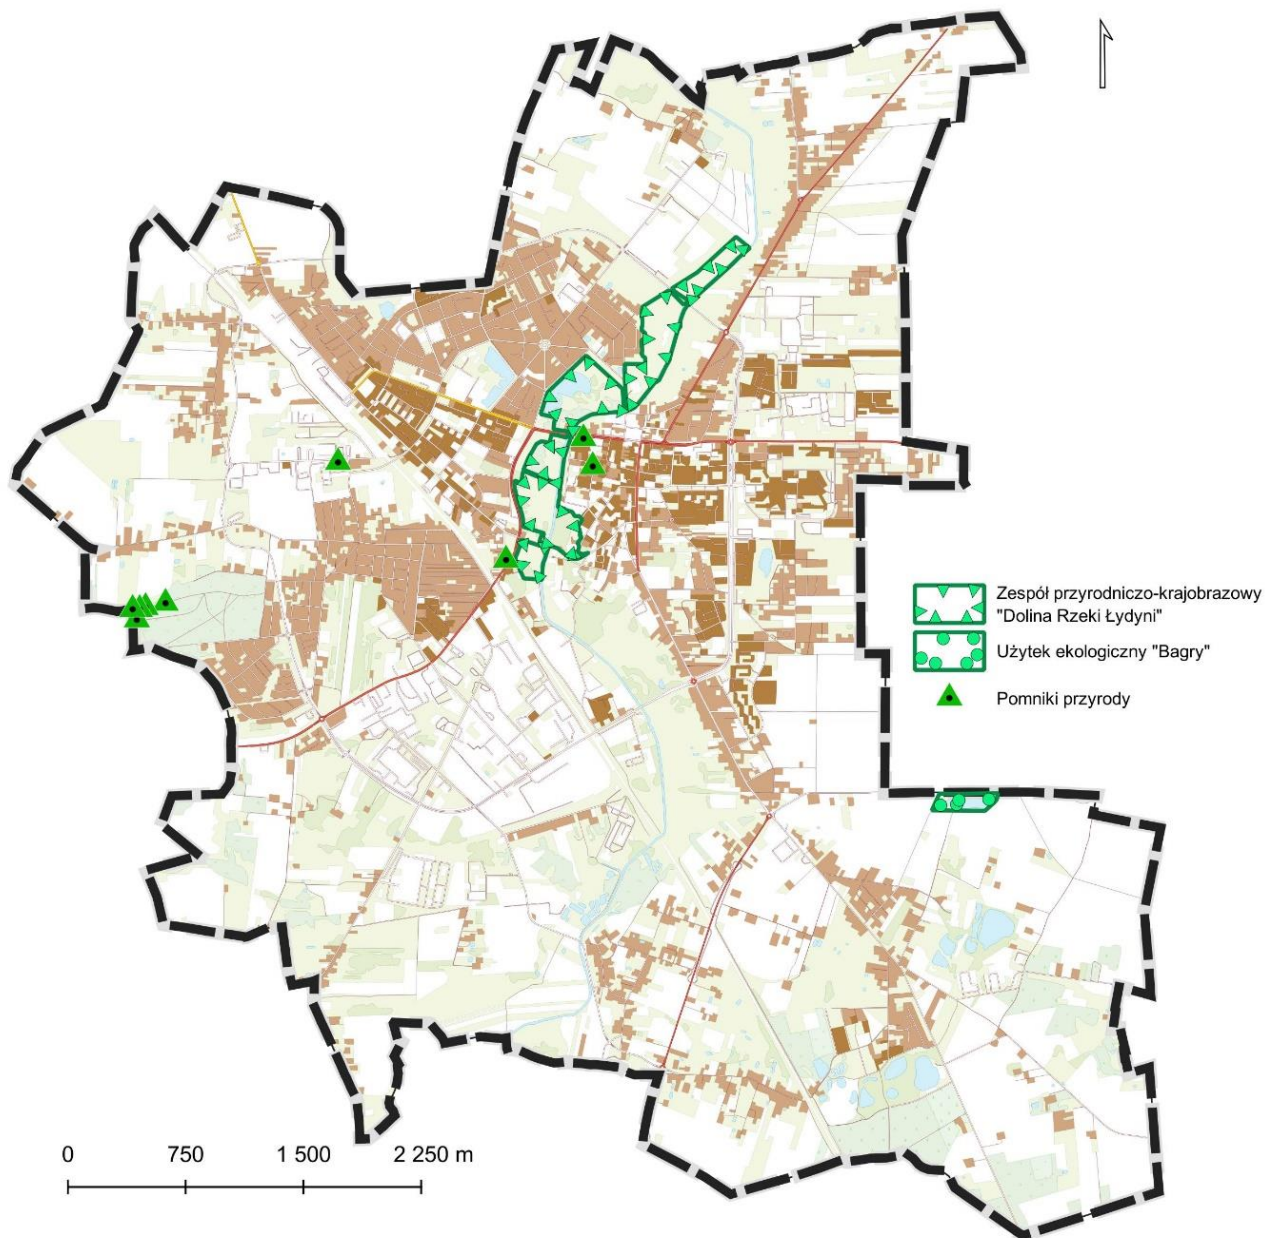 Zespół przyrodniczo-krajobrazowy
"Dolina Rzeki Łydyni"
Użytek ekologiczny "Bagry"
Pomniki przyrody
0 750 1 500 2 250 m